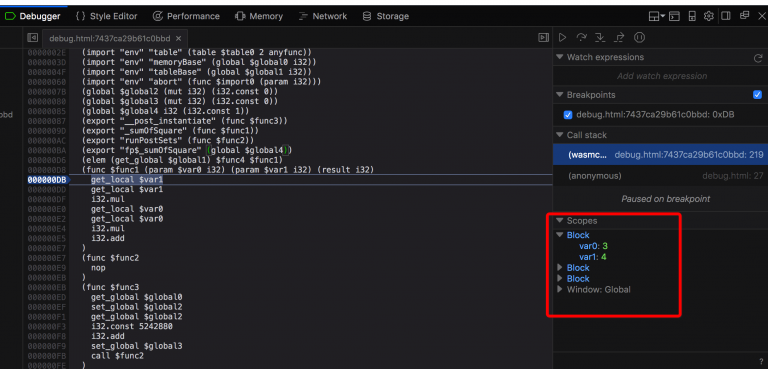 Debugger
{ } Style Editor
Performance
Memory
Network
Storage
debug.html:7437ca29b61c0bbd ×
0000002E (import "env" "table" (table $table0 2 anyfunc))
0000003D (import "env" "memoryBase" (global $global0 i32))
0000004F (import "env" "tableBase" (global $global1 i32))
00000060 (import "env" "abort" (func $import0 (param i32)))
0000007B (global $global2 (mut i32) (i32.const 0))
00000080 (global $global3 (mut i32) (i32.const 0))
00000085 (global $global4 i32 (i32.const 1))
0000008D (export "__post_instantiate" (func $func3))
0000009D (export "_sumOfSquare" (func $func1))
000000AC (export "runPostSets" (func $func2))
000000BA (export "fp$_sumOfSquare" (global $global4))
(elem (get_global $global1) $func4 $func1)
000000D8 (func $func1 (param $var0 i32) (param $var1 i32) (result i32)
000000DB get_local $var1
000000DD get_local $var1
000000DF i32.mul
000000E0 get_local $var0
000000E2 get_local $var0
000000E4 i32.mul
000000E5 i32.add
)
(func $func2
nop
)
(func $func3
000000ED get_global $global0
000000EF set_global $global2
000000F1 get_global $global2
000000F3 i32.const 5242880
000000F8 i32.add
000000F9 set_global $global3
000000FB call $func2
)
bbd
Watch expressions
Add watch expression
Breakpoints
debug.html:7437ca29b61c0bbd: 0xDB
Call stack
(wasmc... debug.html:7437ca29b61c0bbd: 219
(anonymous) debug.html: 27
Paused on breakpoint
Scopes
Block
var0: 3
var1: 4
Block
Block
Window: Global
?